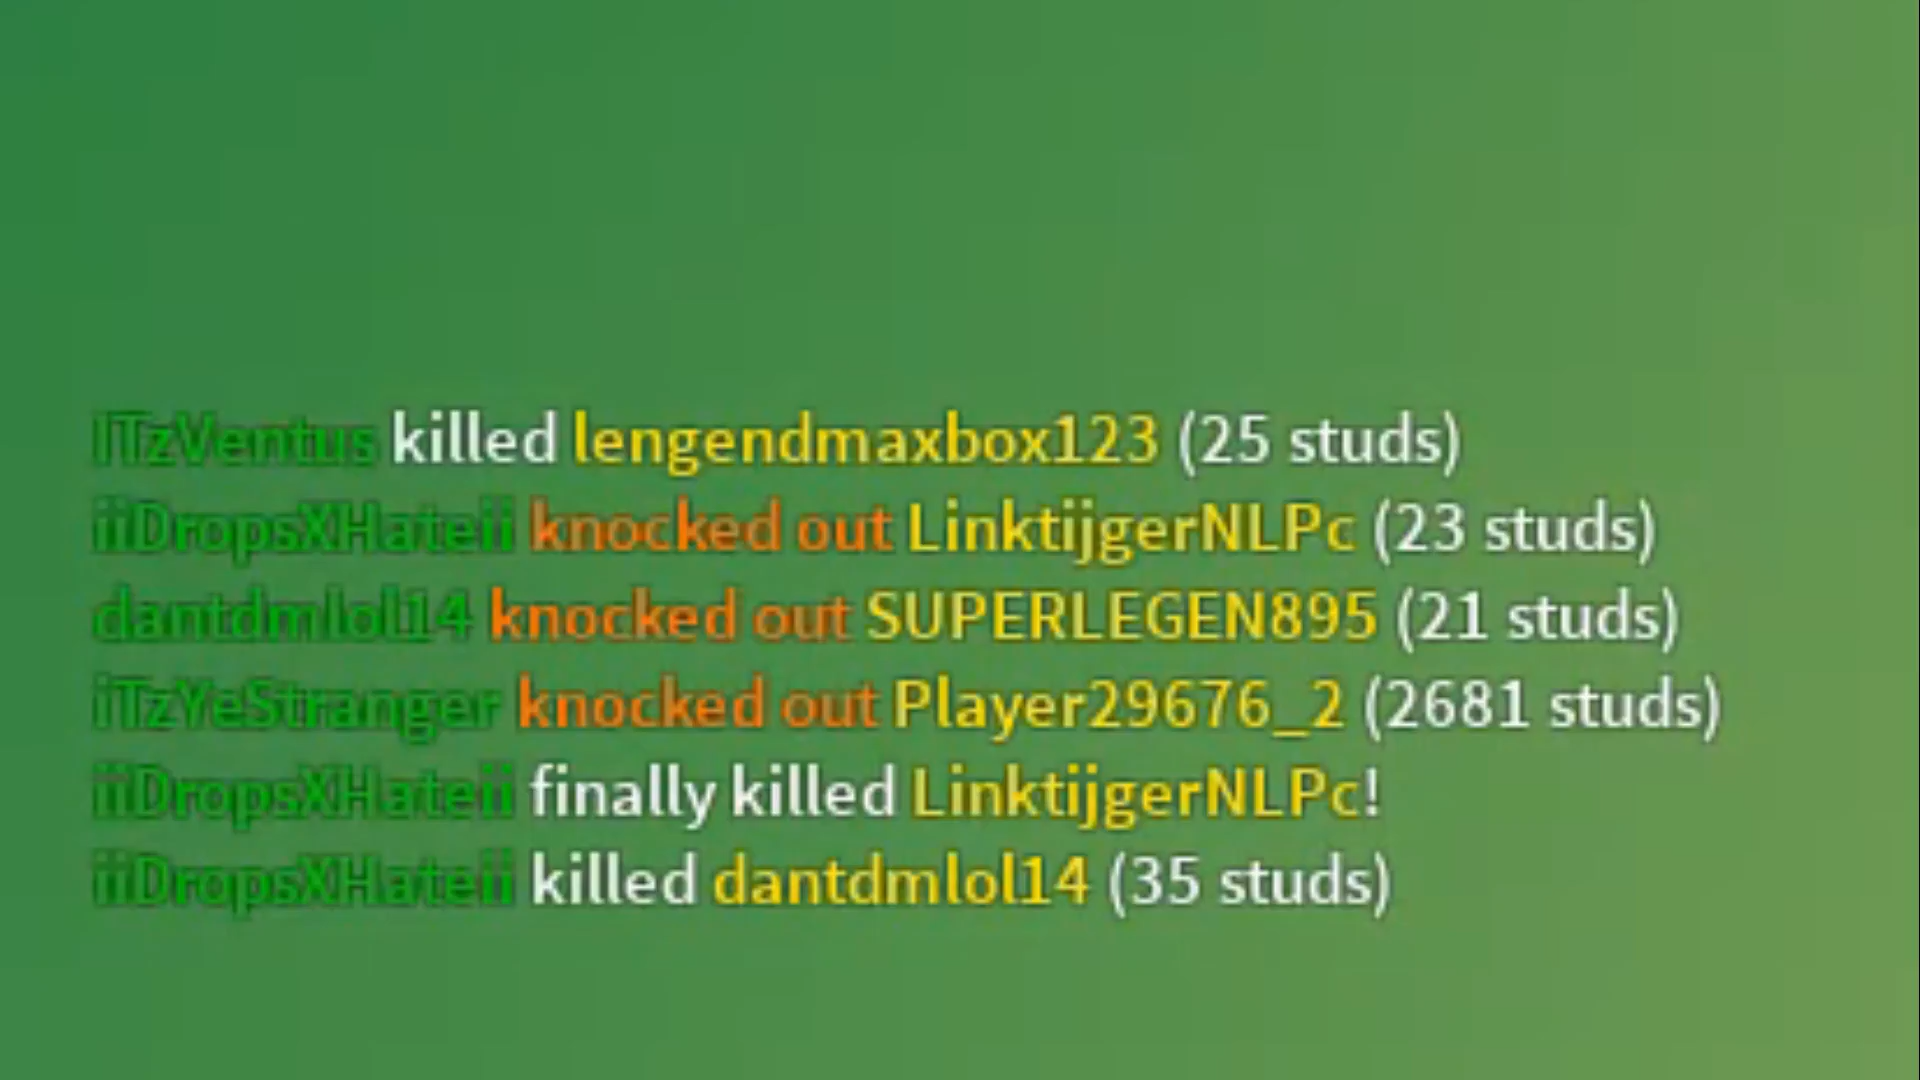 ITzVentus killed lengendmaxbox123 (25 studs)
iiDropsXHateii knocked out LinktijgerNLPc (23 studs)
dantdmlol14 knocked out SUPERLEGEN895 (21 studs)
iTzYeStranger knocked out Player29676_2 (2681 studs)
iiDropsXHateii finally killed LinktijgerNLPc!
iiDropsXHateii killed dantdmlol14 (35 studs)